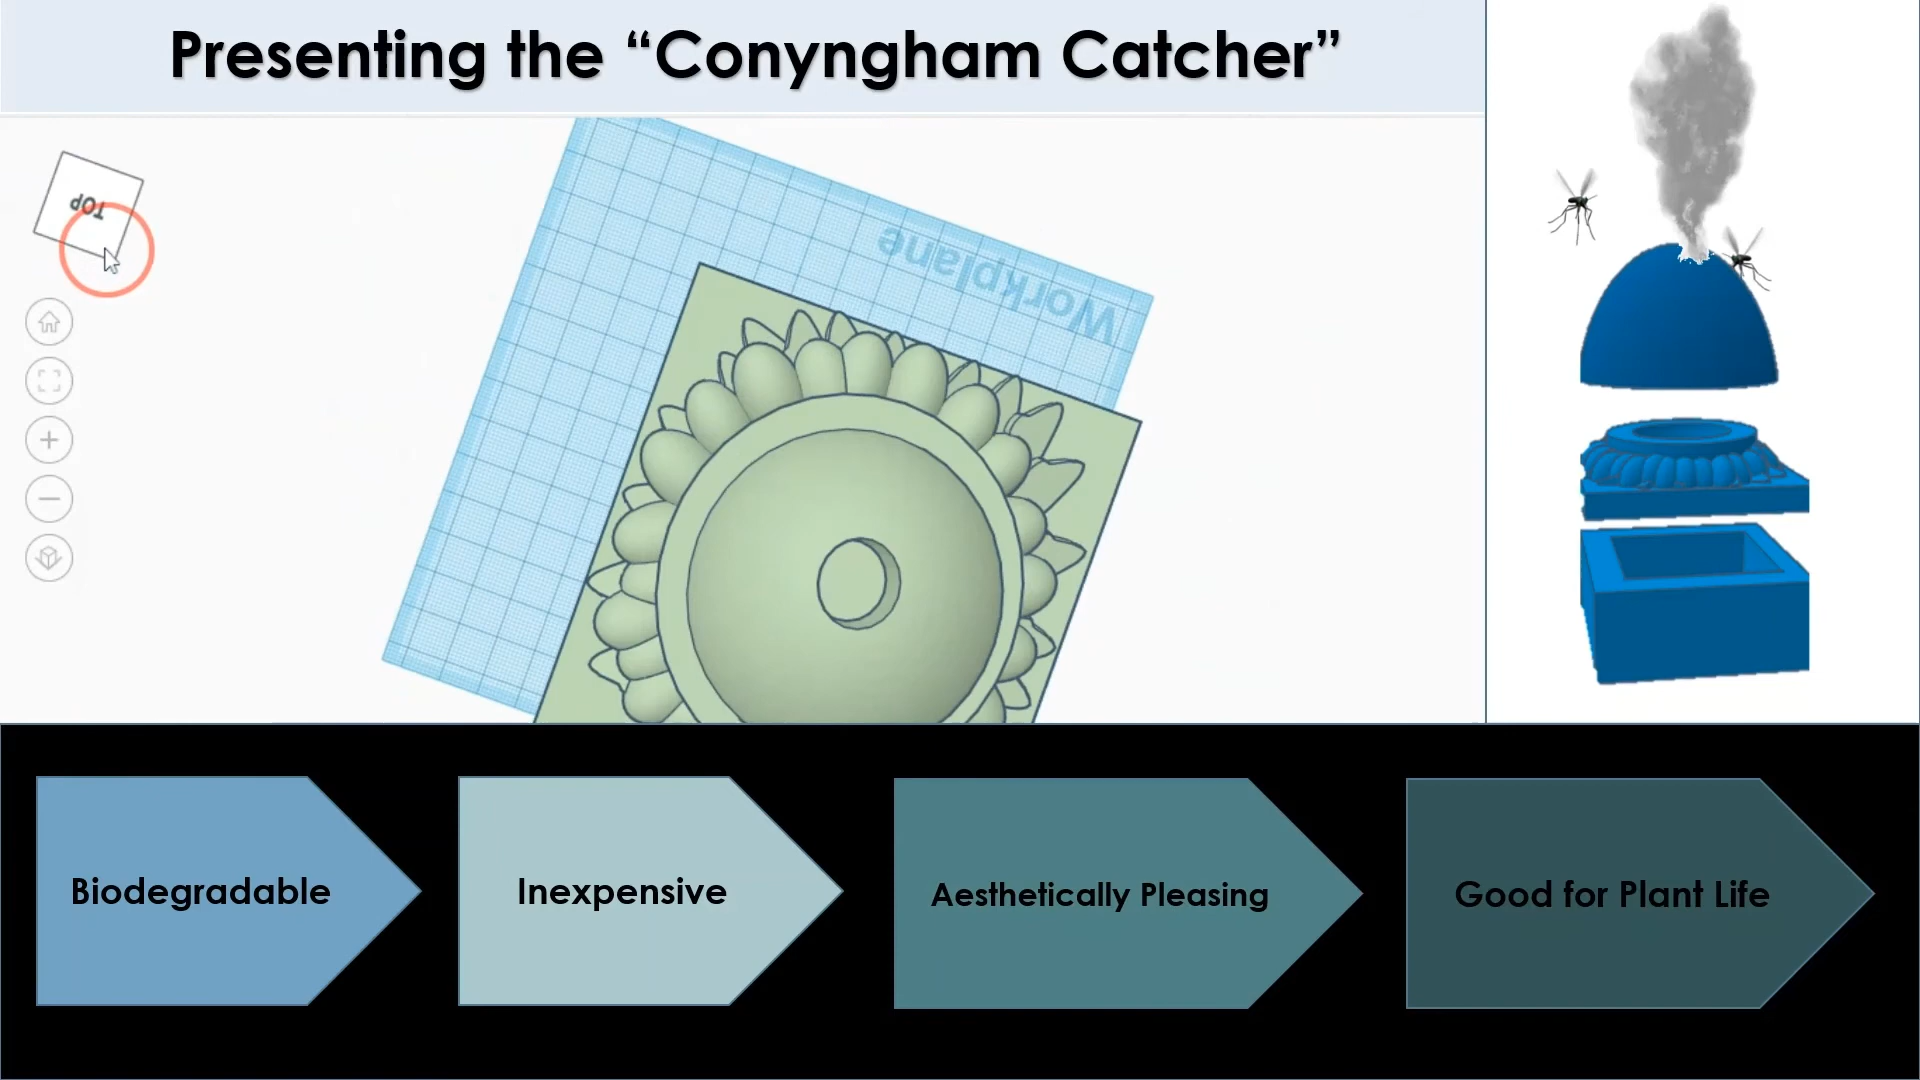 Presenting the “Conyngham Catcher”
TOP
Workplane
Biodegradable
Inexpensive
Aesthetically Pleasing
Good for Plant Life